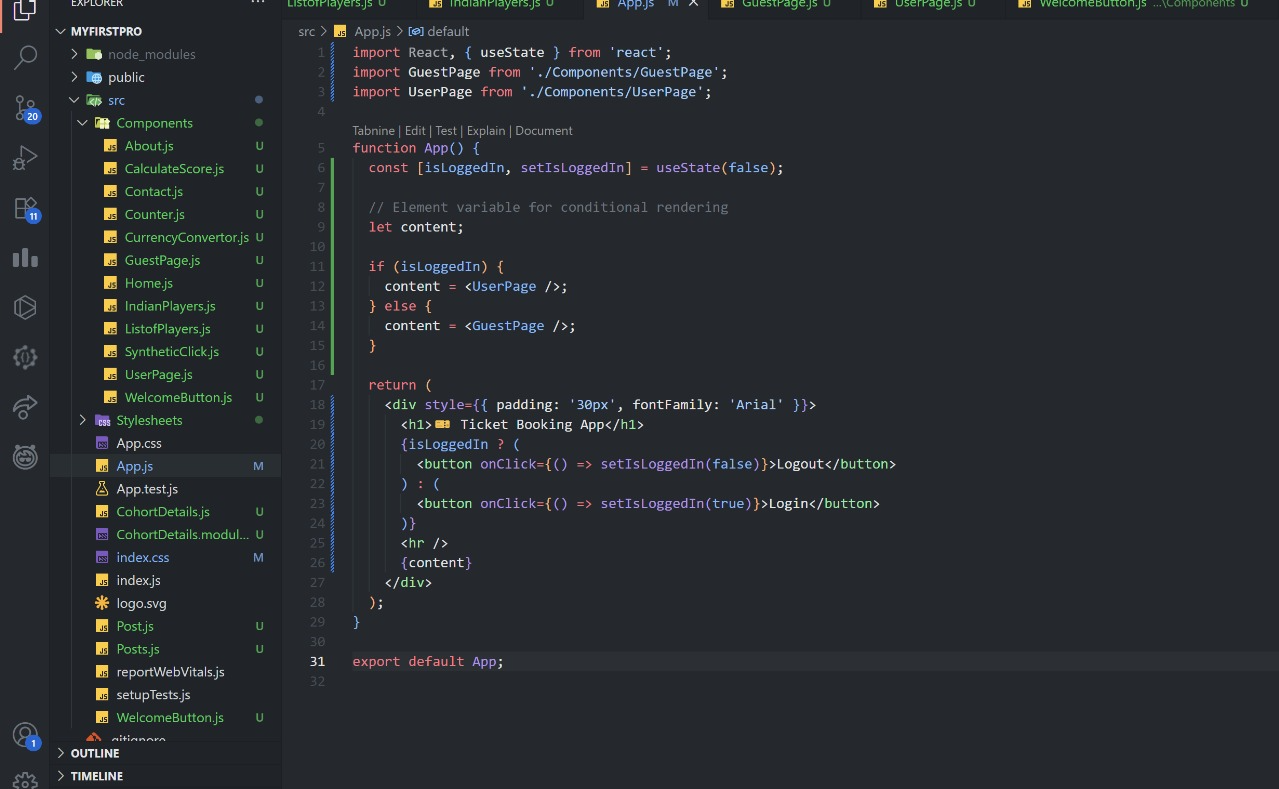 EXPLORER
MYFIRSTPRO
node_modules
public
src
Components
About.js U
CalculateScore.js U
Contact.js U
Counter.js U
CurrencyConvertor.js U
GuestPage.js U
Home.js U
IndianPlayers.js U
ListofPlayers.js U
SyntheticClick.js U
UserPage.js U
WelcomeButton.js U
Stylesheets
App.css
App.js M
App.test.js
CohortDetails.js U
CohortDetails.modul... U
index.css M
index.js
logo.svg
Post.js U
Posts.js U
reportWebVitals.js
setupTests.js
WelcomeButton.js U
.gitignore
OUTLINE
TIMELINE
20
11
1
ListofPlayers.js U
IndianPlayers.js U
App.js M
GuestPage.js U
UserPage.js U
WelcomeButton.js ...\Components U
src > App.js > default
1 import React, { useState } from 'react';
2 import GuestPage from './Components/GuestPage';
3 import UserPage from './Components/UserPage';
4
Tabnine | Edit | Test | Explain | Document
5 function App() {
6 const [isLoggedIn, setIsLoggedIn] = useState(false);
7
8 // Element variable for conditional rendering
9 let content;
10
11 if (isLoggedIn) {
12 content = <UserPage />;
13 } else {
14 content = <GuestPage />;
15 }
16
17 return (
18 <div style={{ padding: '30px', fontFamily: 'Arial' }}>
19 <h1>🎫 Ticket Booking App</h1>
20 {isLoggedIn ? (
21 <button onClick={() => setIsLoggedIn(false)}>Logout</button>
22 ) : (
23 <button onClick={() => setIsLoggedIn(true)}>Login</button>
24 )}
25 <hr />
26 {content}
27 </div>
28 );
29 }
30
31 export default App;
32